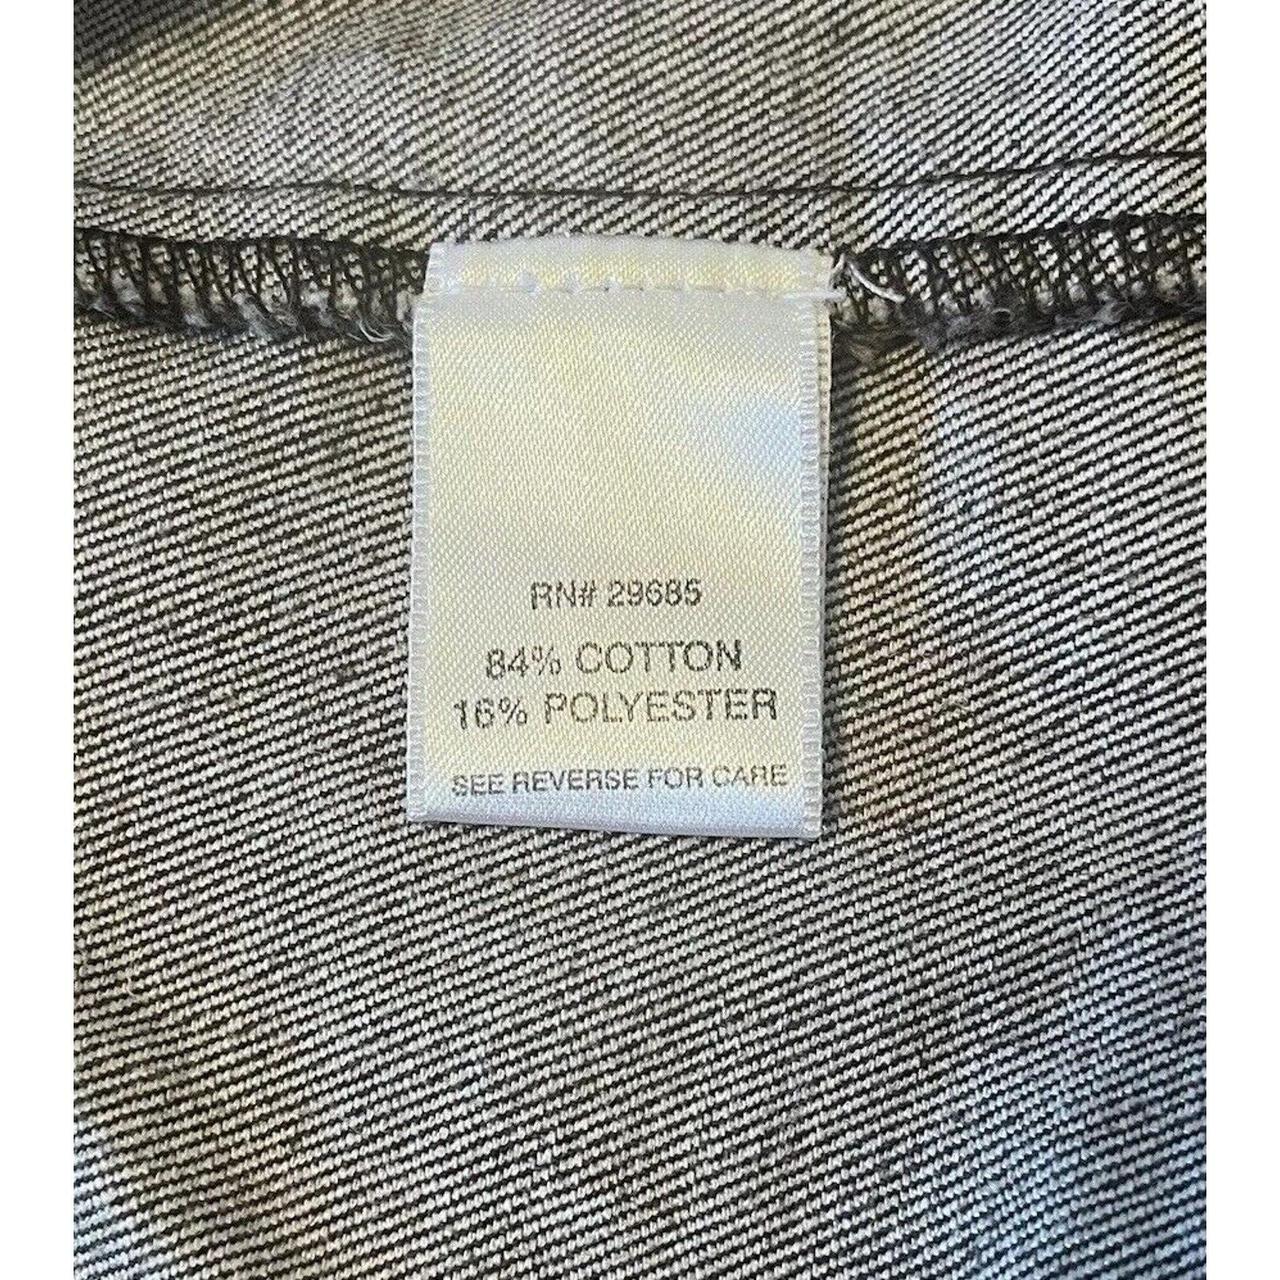 RN# 29685
84% COTTON
16% POLYESTER
SEE REVERSE FOR CARE